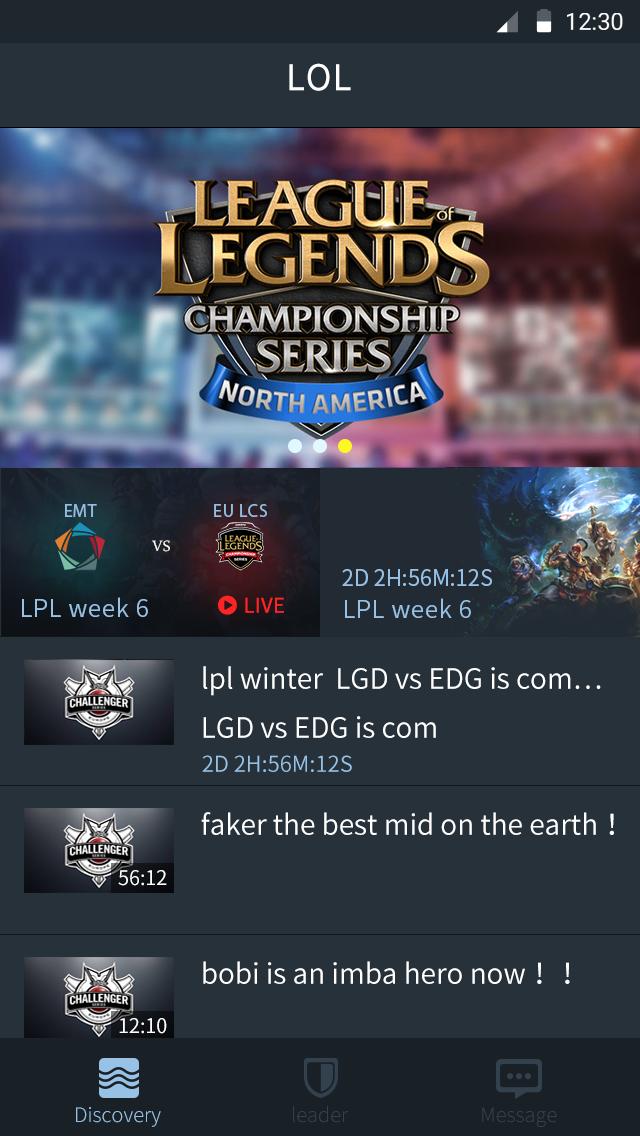 12:30
LOL
LEAGUE of
LEGENDS
CHAMPIONSHIP
SERIES
NORTH AMERICA
EMT
VS
EU LCS
LEAGUE of
LEGENDS
CHAMPIONSHIP
SERIES
LPL week 6
LIVE
2D 2H:56M:12S
LPL week 6
CHALLENGER
SERIES
lpl winter LGD vs EDG is com...
LGD vs EDG is com
2D 2H:56M:12S
CHALLENGER
SERIES
56:12
faker the best mid on the earth！
CHALLENGER
SERIES
12:10
bobi is an imba hero now！！
Discovery
leader
Message